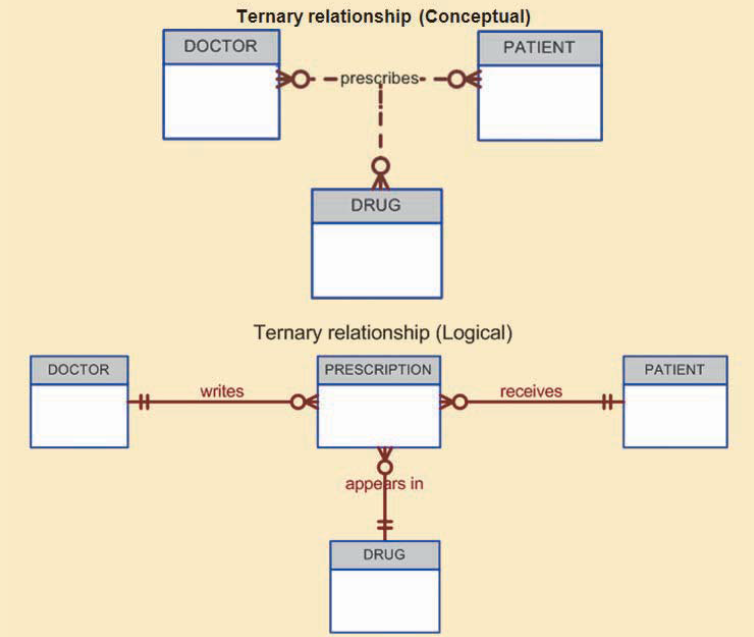 Ternary relationship (Conceptual)
DOCTOR
PATIENT
prescribes
DRUG
Ternary relationship (Logical)
DOCTOR
PRESCRIPTION
PATIENT
writes
receives
appears in
DRUG